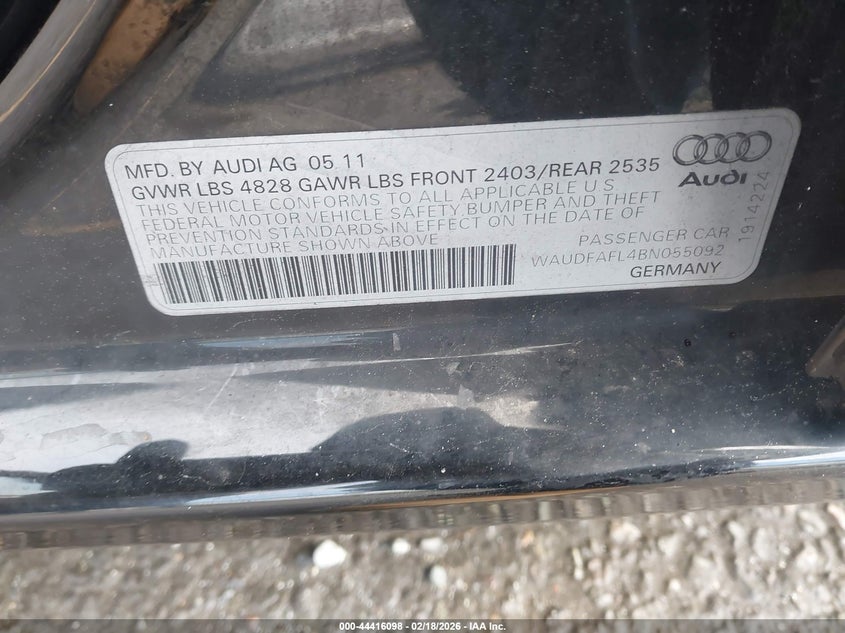 MFD. BY AUDI AG 05.11
GVWR LBS 4828 GAWR LBS FRONT 2403/REAR 2535
THIS VEHICLE CONFORMS TO ALL APPLICABLE U.S.
FEDERAL MOTOR VEHICLE SAFETY,BUMPER AND THEFT
PREVENTION STANDARDS IN EFFECT ON THE DATE OF
MANUFACTURE SHOWN ABOVE
Audi
1914224
PASSENGER CAR
WAUDFAFL4BN055092
GERMANY
000-44416098 - 02/18/2026 - IAA Inc.